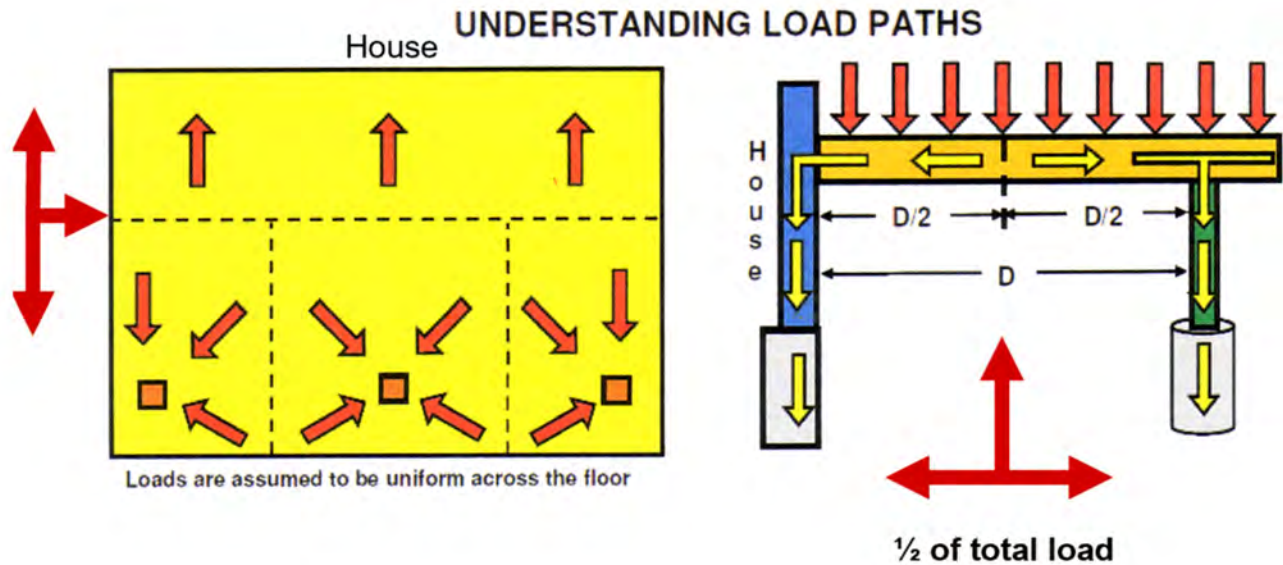 UNDERSTANDING LOAD PATHS
House
Loads are assumed to be uniform across the floor
House
D/2 D/2
D
½ of total load